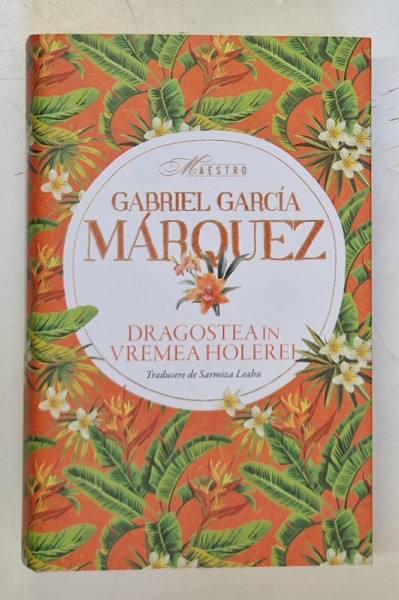 MAESTRO
GABRIEL GARCÍA
MÁRQUEZ
DRAGOSTEA ÎN
VREMEA HOLEREI
Traducere de Sarmiza Leahu